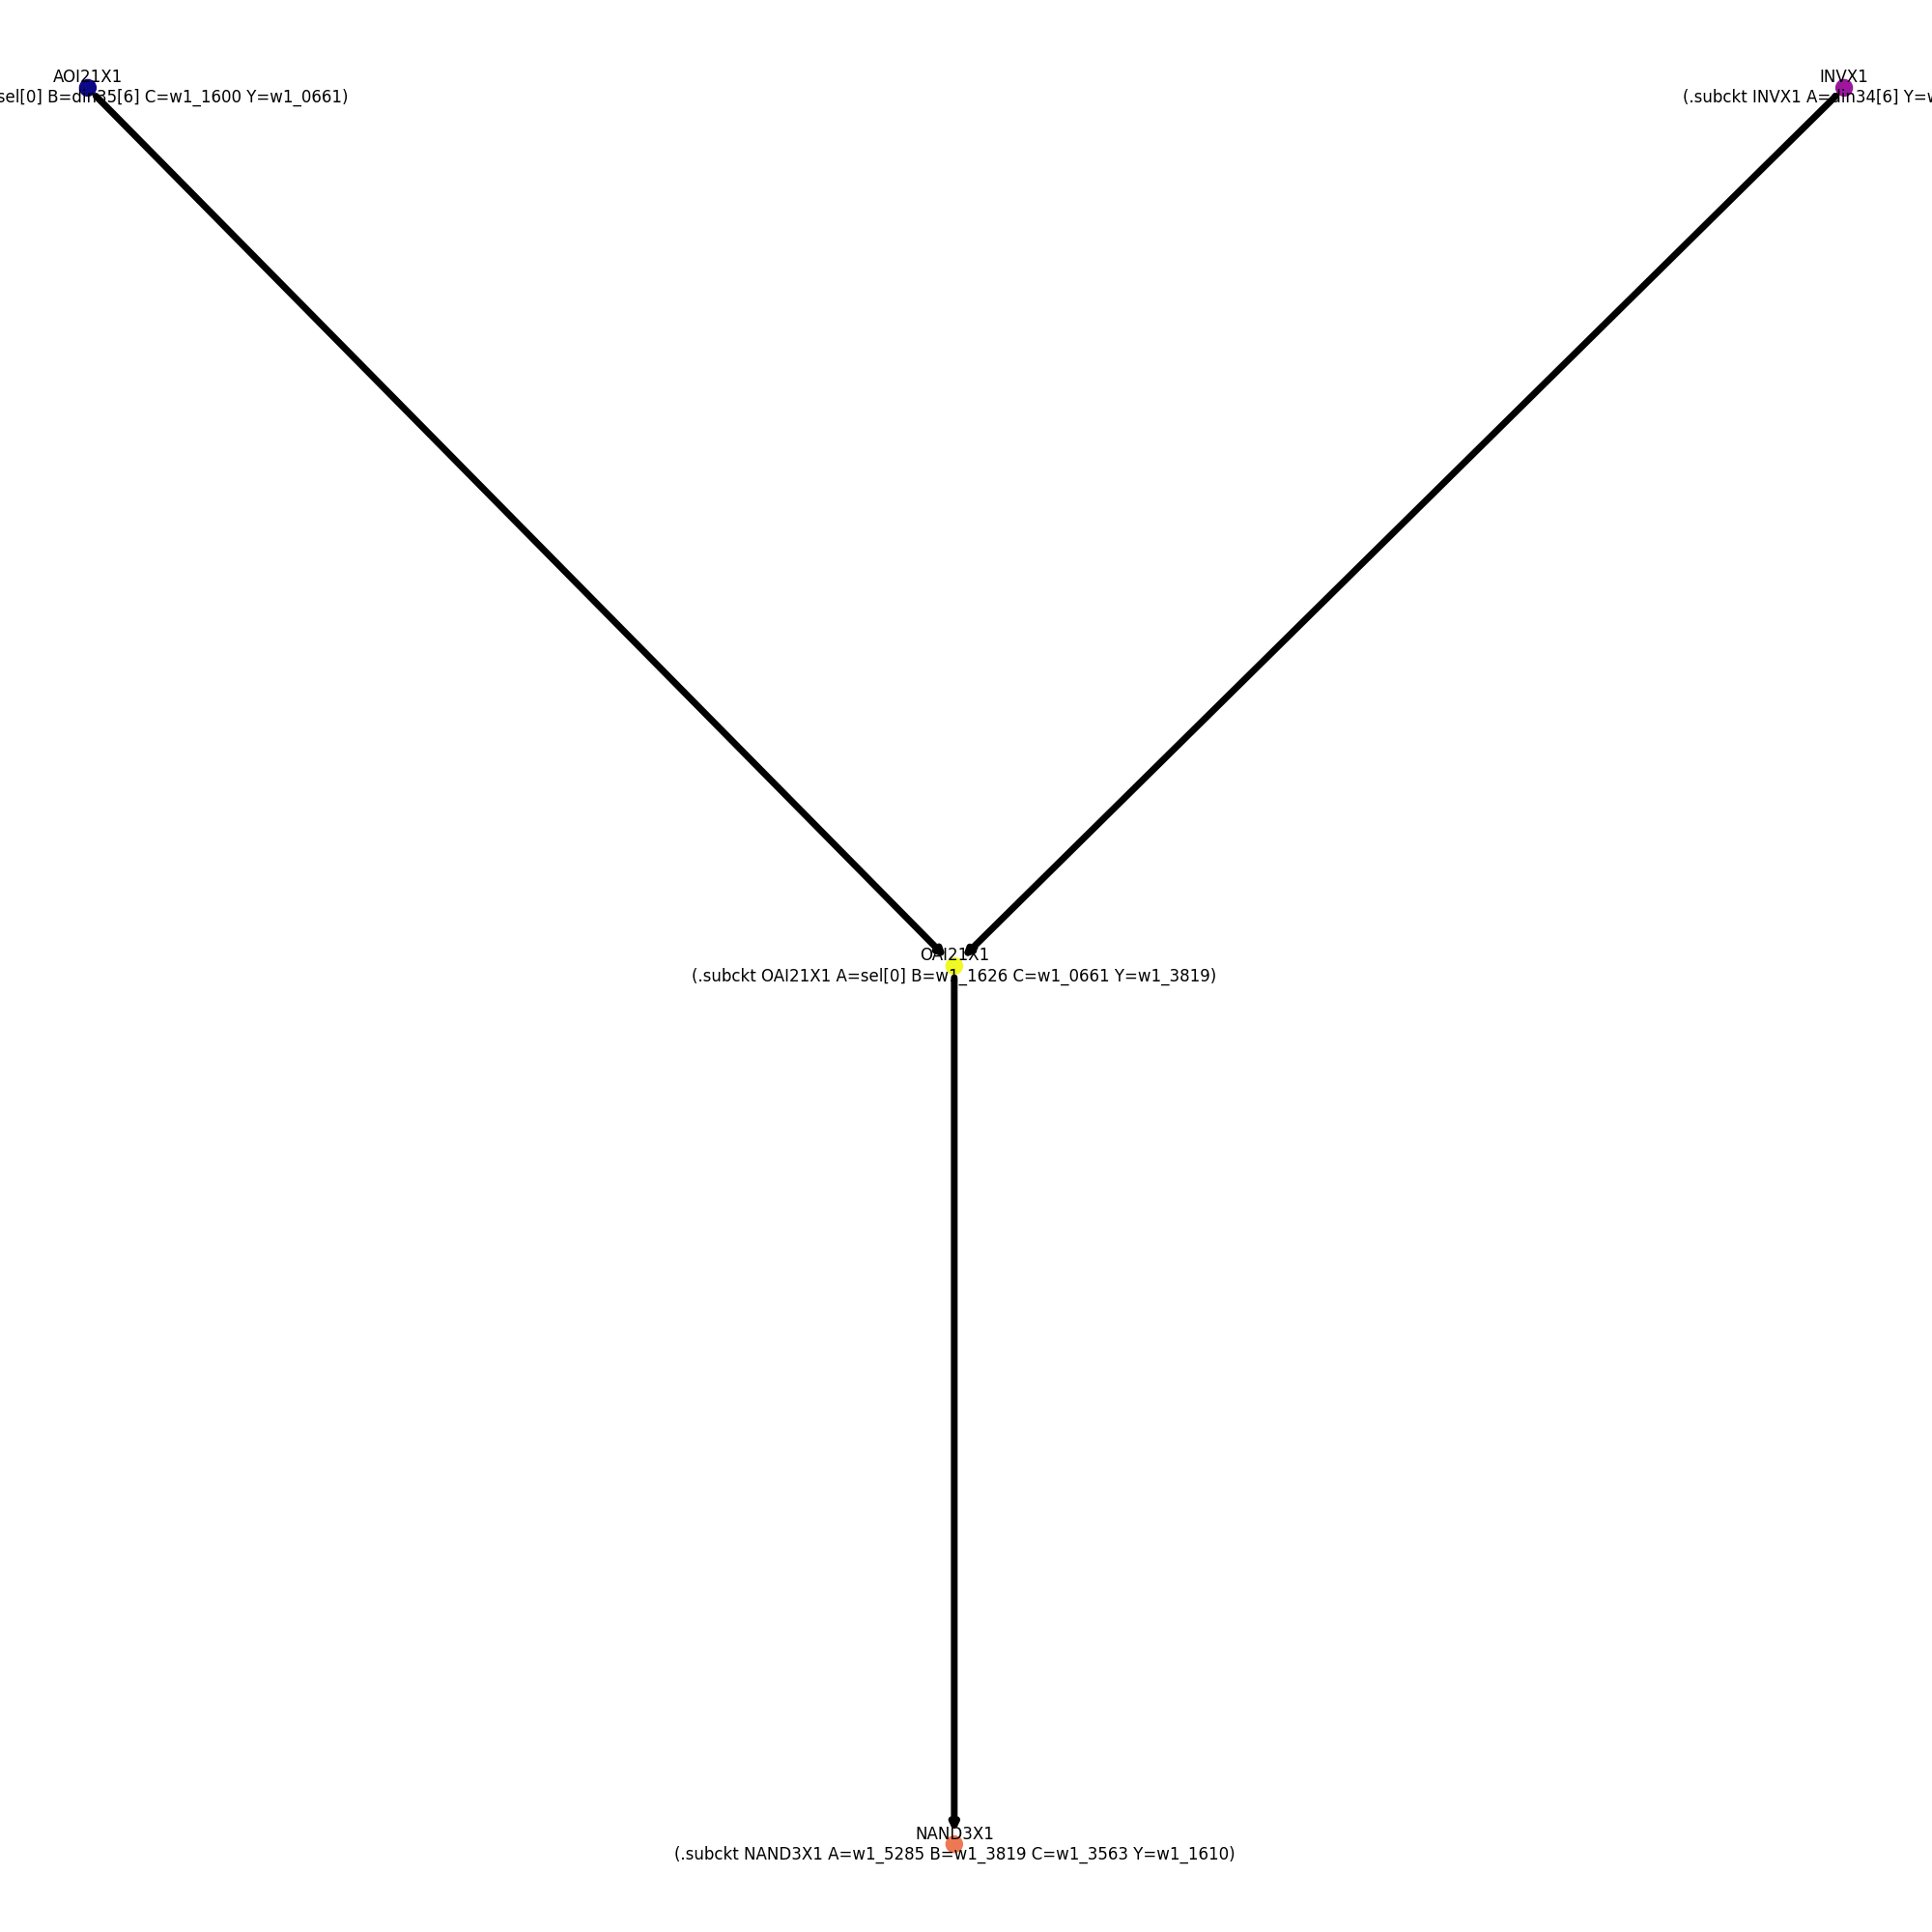 AOI21X1
sel[0] B=din35[6] C=w1_1600 Y=w1_0661)
INVX1
(.subckt INVX1 A=din34[6]
OAI21X1
(.subckt OAI21X1 A=sel[0] B=w1_1626 C=w1_0661 Y=w1_3819)
NAND3X1
(.subckt NAND3X1 A=w1_5285 B=w1_3819 C=w1_3563 Y=w1_1610)